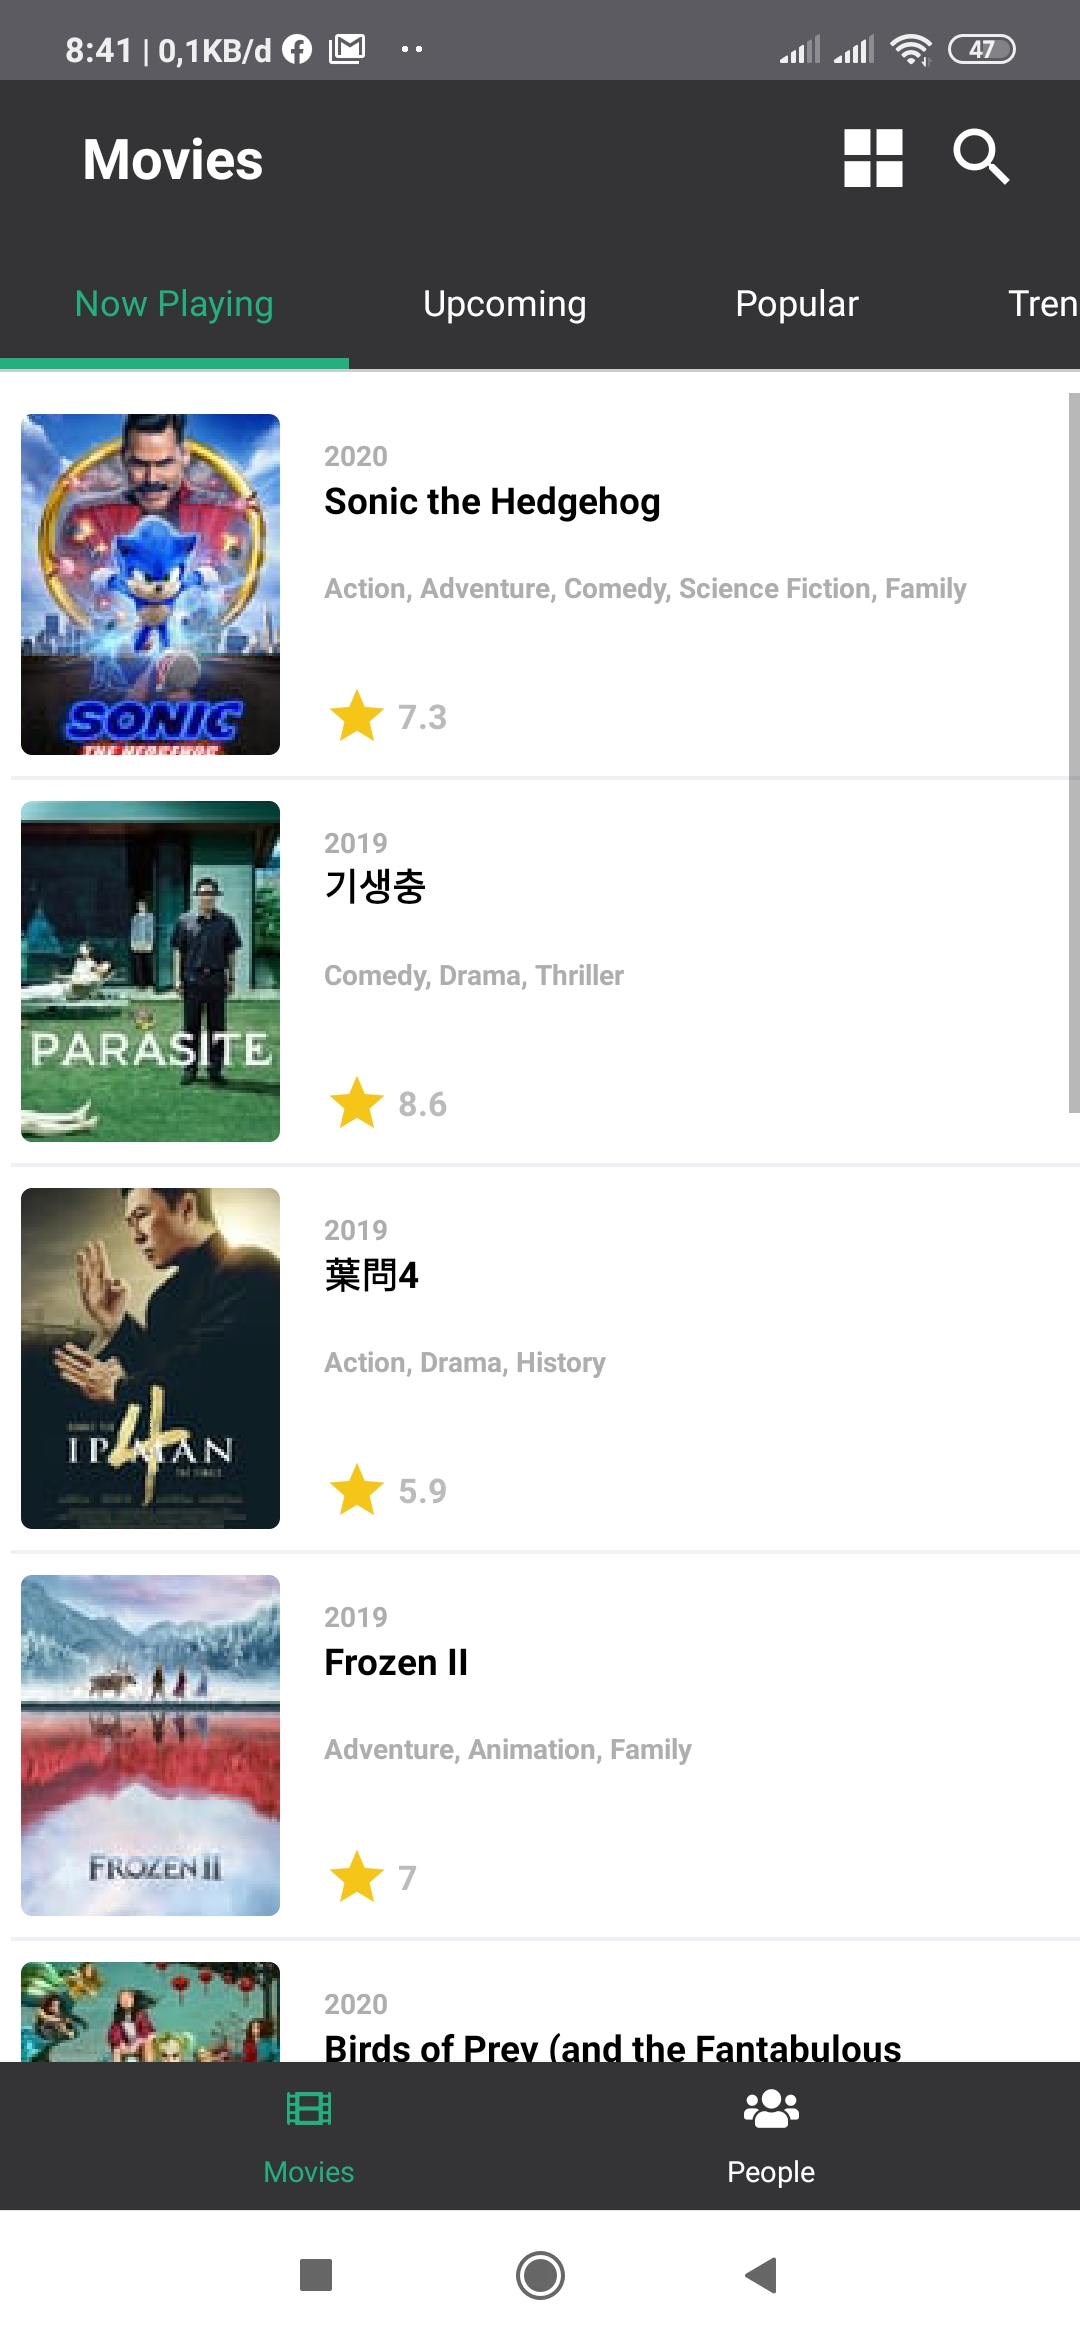 8:41 | 0,1KB/d
47
Movies
Now Playing Upcoming Popular Tren
2020
Sonic the Hedgehog
Action, Adventure, Comedy, Science Fiction, Family
7.3
SONIC
THE HEDGEHOG
2019
기생충
Comedy, Drama, Thriller
8.6
PARASITE
2019
葉問4
Action, Drama, History
5.9
IP MAN
4
2019
Frozen II
Adventure, Animation, Family
7
FROZEN II
2020
Birds of Prey (and the Fantabulous
Movies People